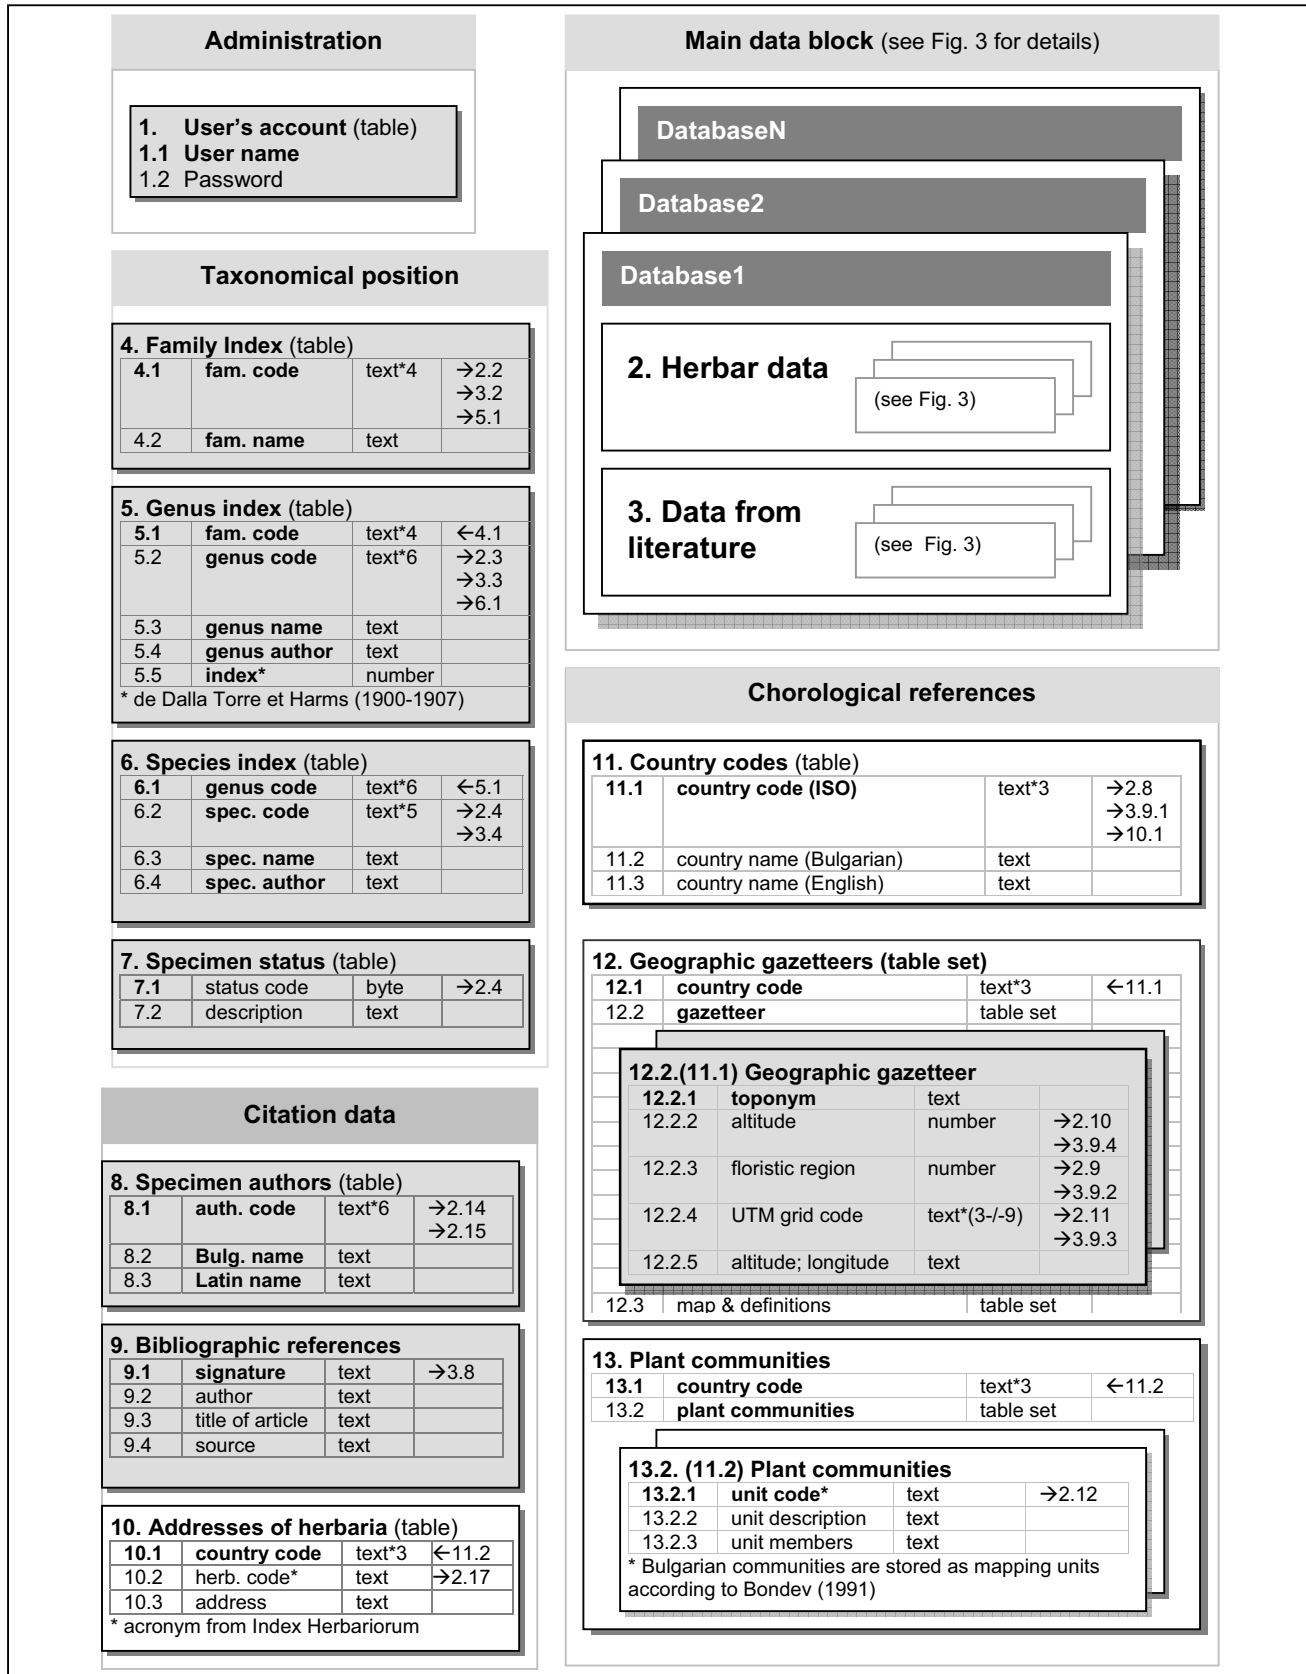 Administration
1. User's account (table)
1.1 User name
1.2 Password
Taxonomical position
4. Family Index (table)
4.1 fam. code text*4 →2.2
→3.2
→5.1
4.2 fam. name text
5. Genus index (table)
5.1 fam. code text*4 ←4.1
5.2 genus code text*6 →2.3
→3.3
→6.1
5.3 genus name text
5.4 genus author text
5.5 index* number
* de Dalla Torre et Harms (1900-1907)
6. Species index (table)
6.1 genus code text*6 ←5.1
6.2 spec. code text*5 →2.4
→3.4
6.3 spec. name text
6.4 spec. author text
7. Specimen status (table)
7.1 status code byte →2.4
7.2 description text
Citation data
8. Specimen authors (table)
8.1 auth. code text*6 →2.14
→2.15
8.2 Bulg. name text
8.3 Latin name text
9. Bibliographic references
9.1 signature text →3.8
9.2 author text
9.3 title of article text
9.4 source text
10. Addresses of herbaria (table)
10.1 country code text*3 ←11.2
10.2 herb. code* text →2.17
10.3 address text
* acronym from Index Herbariorum
Main data block (see Fig. 3 for details)
DatabaseN
Database2
Database1
2. Herbar data
(see Fig. 3)
3. Data from
literature
(see Fig. 3)
Chorological references
11. Country codes (table)
11.1 country code (ISO) text*3 →2.8
→3.9.1
→10.1
11.2 country name (Bulgarian) text
11.3 country name (English) text
12. Geographic gazetteers (table set)
12.1 country code text*3 ←11.1
12.2 gazetteer table set
12.2.(11.1) Geographic gazetteer
12.2.1 toponym text
12.2.2 altitude number →2.10
→3.9.4
12.2.3 floristic region number →2.9
→3.9.2
12.2.4 UTM grid code text*(3-/-9) →2.11
→3.9.3
12.2.5 altitude; longitude text
12.3 map & definitions table set
13. Plant communities
13.1 country code text*3 ←11.2
13.2 plant communities table set
13.2. (11.2) Plant communities
13.2.1 unit code* text →2.12
13.2.2 unit description text
13.2.3 unit members text
* Bulgarian communities are stored as mapping units
according to Bondev (1991)